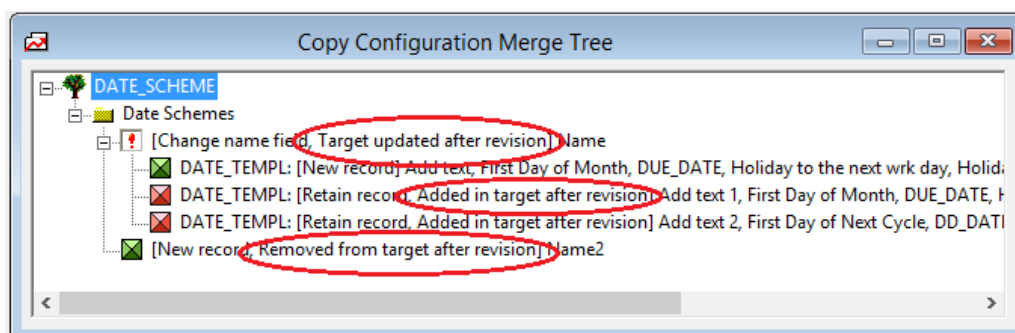 Copy Configuration Merge Tree
DATE_SCHEME
Date Schemes
[Change name field, Target updated after revision] Name
DATE_TEMPL: [New record] Add text, First Day of Month, DUE_DATE, Holiday to the next wrk day, Holid
DATE_TEMPL: [Retain record, Added in target after revision] Add text 1, First Day of Month, DUE_DATE, H
DATE_TEMPL: [Retain record, Added in target after revision] Add text 2, First Day of Next Cycle, DD_DATI
[New record, Removed from target after revision] Name2